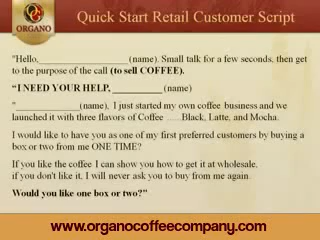 ORGANO
Quick Start Retail Customer Script
"Hello,____________________(name). Small talk for a few seconds, then get
to the purpose of the call (to sell COFFEE).
"I NEED YOUR HELP, __________ (name)
"_____________(name), I just started my own coffee business and we
launched it with three flavors of Coffee ......Black, Latte, and Mocha.
I would like to have you as one of my first preferred customers by buying a
box or two from me ONE TIME?
If you like the coffee I can show you how to get it at wholesale,
if you don't like it, I will never ask you to buy from me again.
Would you like one box or two?"
www.organocoffeecompany.com